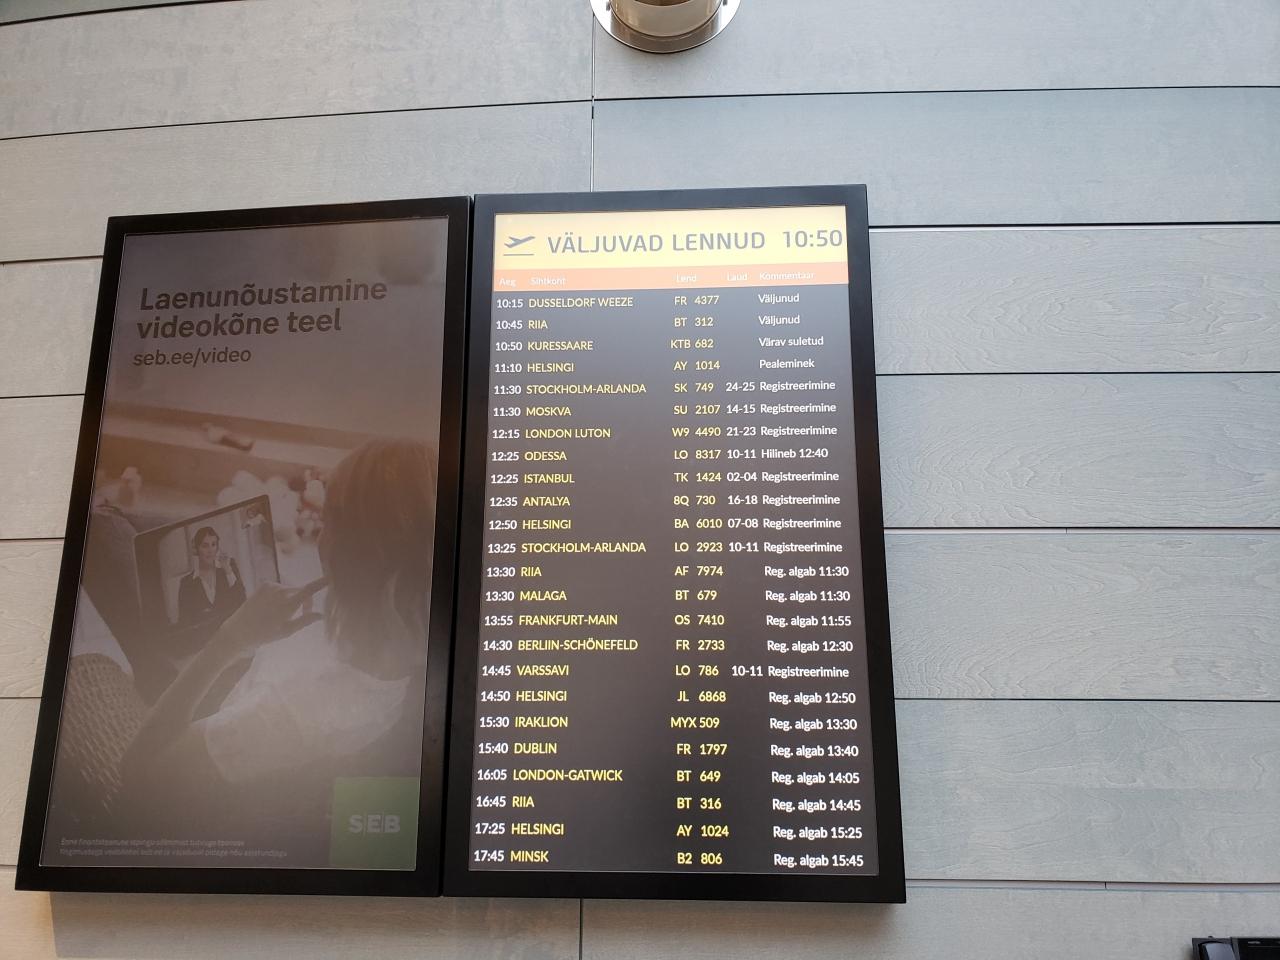 Laenunõustamine
videokõne teel
seb.ee/video
SEB
VÄLJUVAD LENNUD 10:50
Aeg Sihtkoht Lend Laud Kommentaar
10:15 DUSSELDORF WEEZE FR 4377 Väljunud
10:45 RIIA BT 312 Väljunud
10:50 KURESSAARE KTB 682 Värav suletud
11:10 HELSINGI AY 1014 Pealeminek
11:30 STOCKHOLM-ARLANDA SK 749 24-25 Registreerimine
11:30 MOSKVA SU 2107 14-15 Registreerimine
12:15 LONDON LUTON W9 4490 21-23 Registreerimine
12:25 ODESSA LO 8317 10-11 Hilineb 12:40
12:25 ISTANBUL TK 1424 02-04 Registreerimine
12:35 ANTALYA 8Q 730 16-18 Registreerimine
12:50 HELSINGI BA 6010 07-08 Registreerimine
13:25 STOCKHOLM-ARLANDA LO 2923 10-11 Registreerimine
13:30 RIIA AF 7974 Reg. algab 11:30
13:30 MALAGA BT 679 Reg. algab 11:30
13:55 FRANKFURT-MAIN OS 7410 Reg. algab 11:55
14:30 BERLIIN-SCHÖNEFELD FR 2733 Reg. algab 12:30
14:45 VARSSAVI LO 786 10-11 Registreerimine
14:50 HELSINGI JL 6868 Reg. algab 12:50
15:30 IRAKLION MYX 509 Reg. algab 13:30
15:40 DUBLIN FR 1797 Reg. algab 13:40
16:05 LONDON-GATWICK BT 649 Reg. algab 14:05
16:45 RIIA BT 316 Reg. algab 14:45
17:25 HELSINGI AY 1024 Reg. algab 15:25
17:45 MINSK B2 806 Reg. algab 15:45